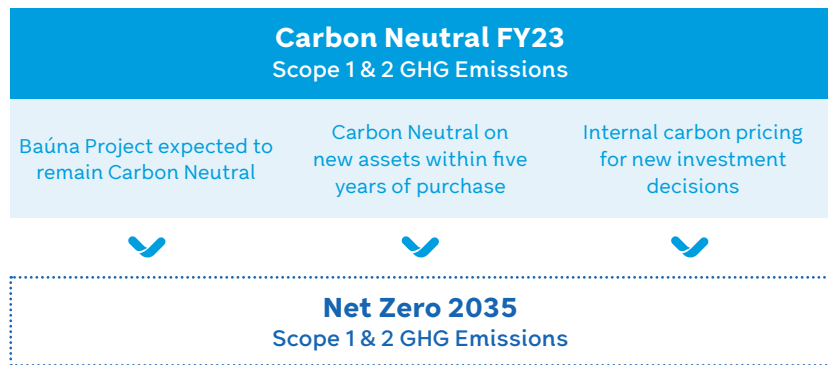 Carbon Neutral FY23
Scope 1 & 2 GHG Emissions
Baúna Project expected to
remain Carbon Neutral
Carbon Neutral on
new assets within five
years of purchase
Internal carbon pricing
for new investment
decisions
Net Zero 2035
Scope 1 & 2 GHG Emissions